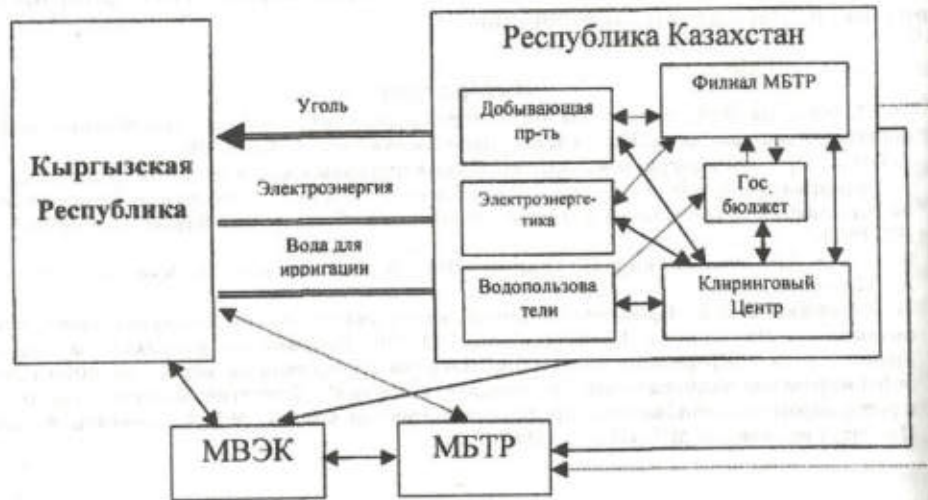 Республика Казахстан
Филиал МБТР
Уголь
Добывающая
пр-ть
Кыргызская
Республика
Электроэнергия
Электроэнерге-
тика
Гос.
бюджет
Вода для
ирригации
Водопользова
тели
Клиринговый
Центр
МВЭК
МБТР